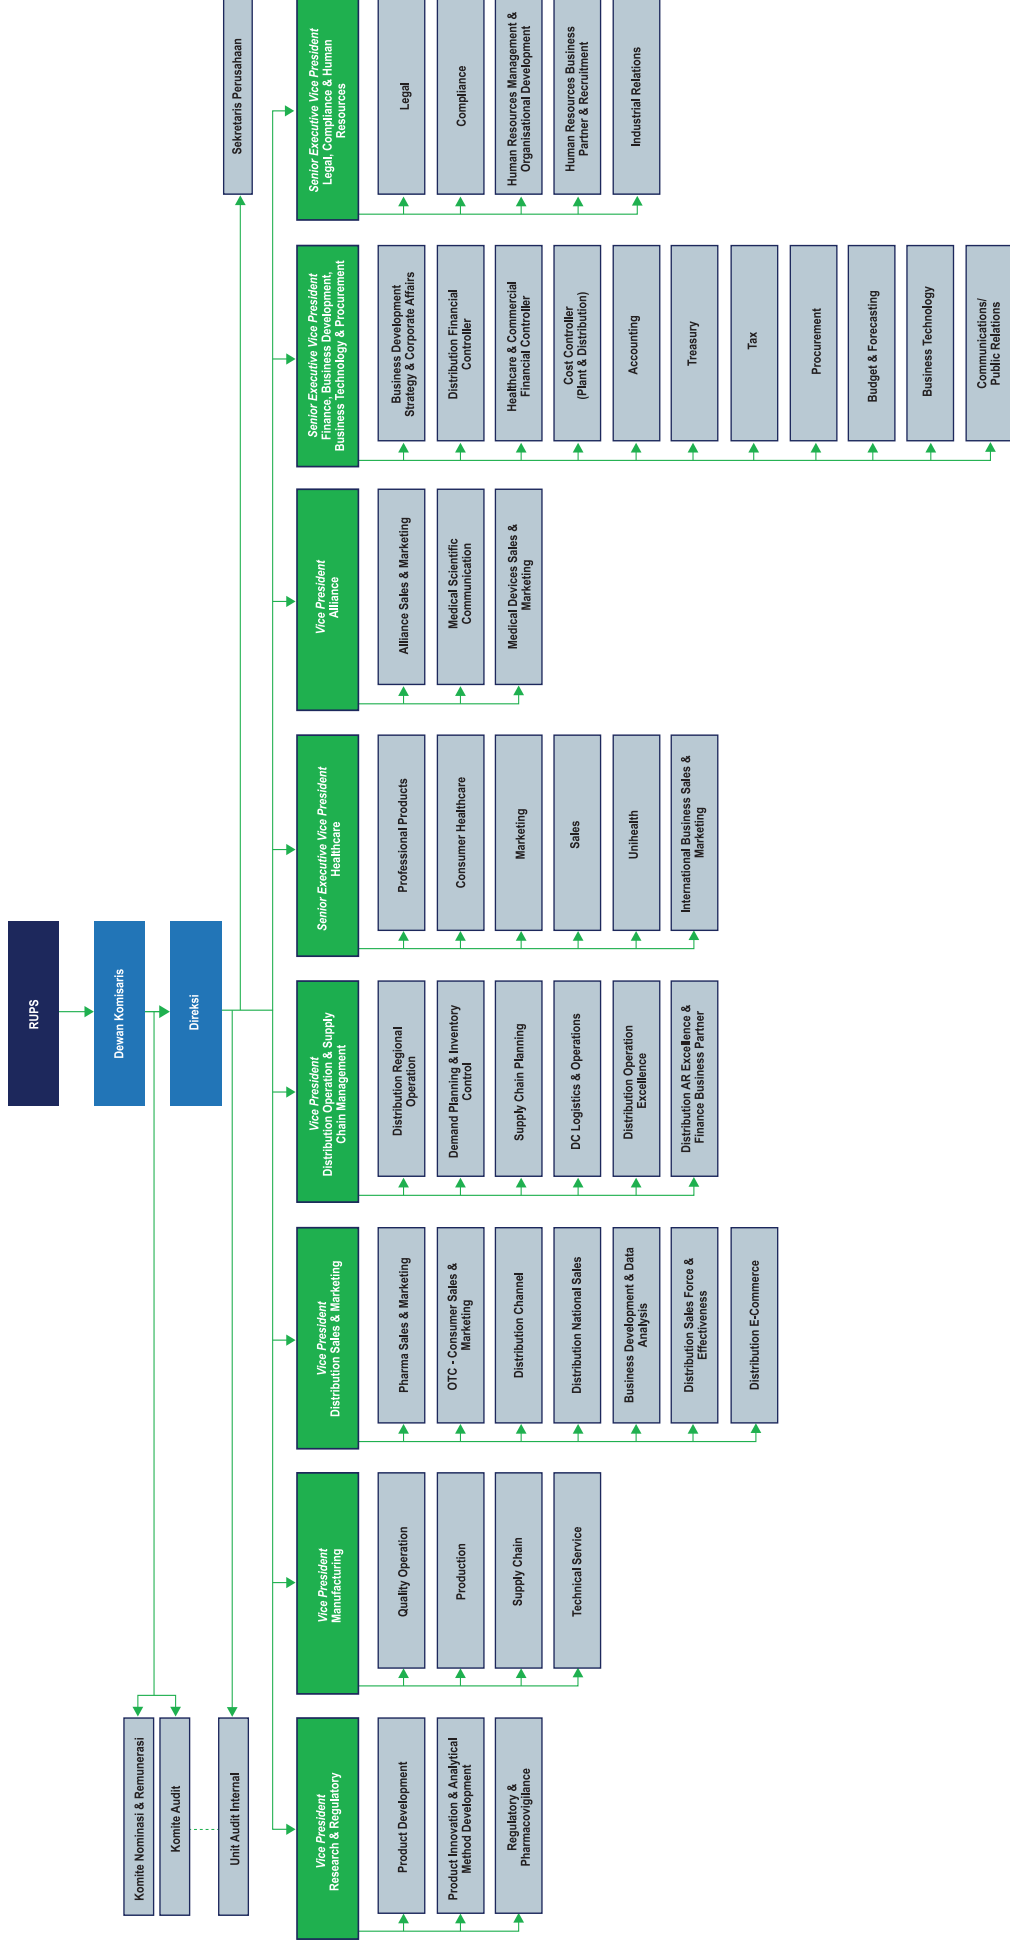 RUPS
Dewan Komisaris
Direksi
Komite Nominasi & Remunerasi
Komite Audit
Unit Audit Internal
Sekretaris Perusahaan
Vice President
Research & Regulatory
Product Development
Product Innovation & Analytical
Method Development
Regulatory &
Pharmacovigilance
Vice President
Manufacturing
Quality Operation
Production
Supply Chain
Technical Service
Vice President
Distribution Sales & Marketing
Pharma Sales & Marketing
OTC - Consumer Sales &
Marketing
Distribution Channel
Distribution National Sales
Business Development & Data
Analysis
Distribution Sales Force &
Effectiveness
Distribution E-Commerce
Vice President
Distribution Operation & Supply
Chain Management
Distribution Regional
Operation
Demand Planning & Inventory
Control
Supply Chain Planning
DC Logistics & Operations
Distribution Operation
Excellence
Distribution AR Excellence &
Finance Business Partner
Senior Executive Vice President
Healthcare
Professional Products
Consumer Healthcare
Marketing
Sales
Unihealth
International Business Sales &
Marketing
Vice President
Alliance
Alliance Sales & Marketing
Medical Scientific
Communication
Medical Devices Sales &
Marketing
Senior Executive Vice President
Finance, Business Development,
Business Technology & Procurement
Business Development
Strategy & Corporate Affairs
Distribution Financial
Controller
Healthcare & Commercial
Financial Controller
Cost Controller
(Plant & Distribution)
Accounting
Treasury
Tax
Procurement
Budget & Forecasting
Business Technology
Communications/
Public Relations
Senior Executive Vice President
Legal, Compliance & Human
Resources
Legal
Compliance
Human Resources Management &
Organisational Development
Human Resources Business
Partner & Recruitment
Industrial Relations